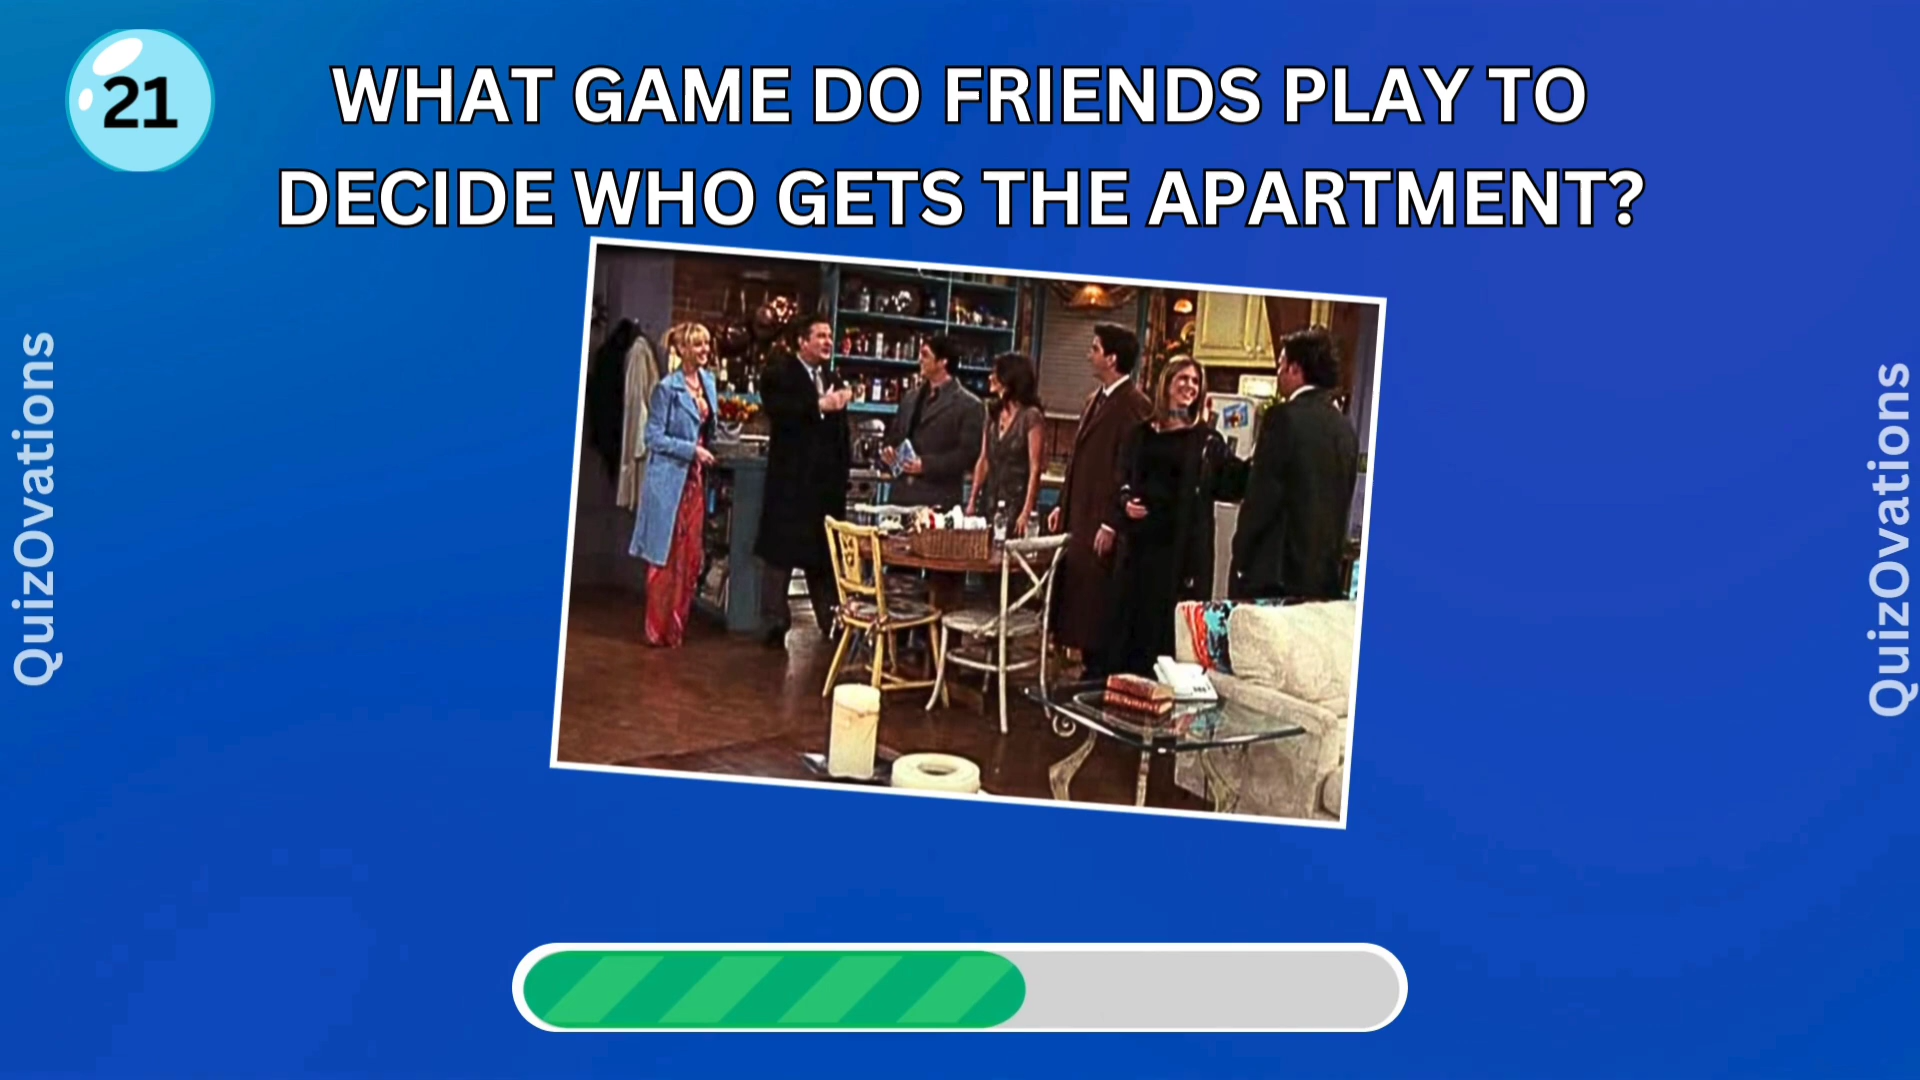 21
WHAT GAME DO FRIENDS PLAY TO
DECIDE WHO GETS THE APARTMENT?
QuizOvations
QuizOvations